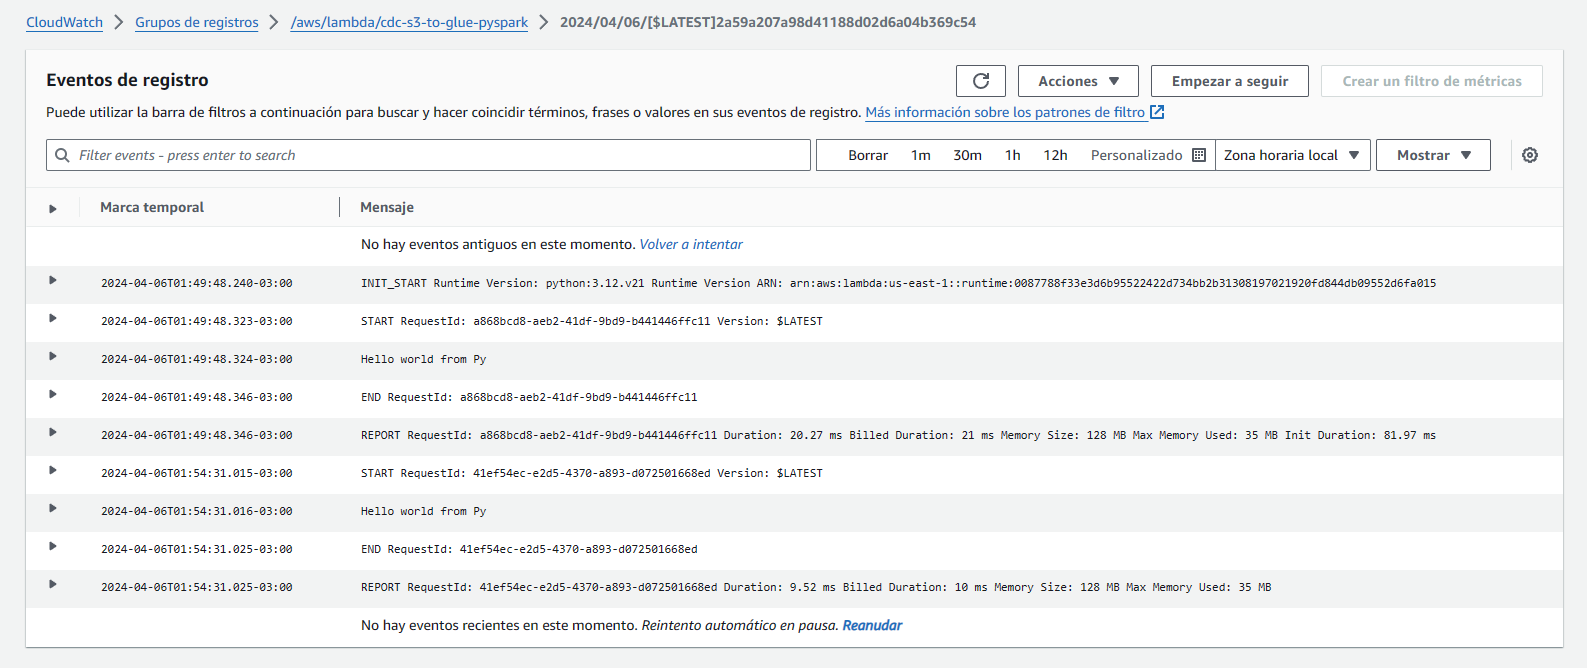 CloudWatch > Grupos de registros > /aws/lambda/cdc-s3-to-glue-pyspark > 2024/04/06/[$LATEST]2a59a207a98d41188d02d6a04b369c54
Eventos de registro
Acciones Empezar a seguir Crear un filtro de métricas
Puede utilizar la barra de filtros a continuación para buscar y hacer coincidir términos, frases o valores en sus eventos de registro. Más información sobre los patrones de filtro
Filter events - press enter to search Borrar 1m 30m 1h 12h Personalizado Zona horaria local Mostrar
Marca temporal Mensaje
No hay eventos antiguos en este momento. Volver a intentar
2024-04-06T01:49:48.240-03:00 INIT_START Runtime Version: python:3.12.v21 Runtime Version ARN: arn:aws:lambda:us-east-1::runtime:0087788f33e3d6b95522422d734bb2b31308197021920fd844db09552d6fa015
2024-04-06T01:49:48.323-03:00 START RequestId: a868bcd8-aeb2-41df-9bd9-b441446ffc11 Version: $LATEST
2024-04-06T01:49:48.324-03:00 Hello world from Py
2024-04-06T01:49:48.346-03:00 END RequestId: a868bcd8-aeb2-41df-9bd9-b441446ffc11
2024-04-06T01:49:48.346-03:00 REPORT RequestId: a868bcd8-aeb2-41df-9bd9-b441446ffc11 Duration: 20.27 ms Billed Duration: 21 ms Memory Size: 128 MB Max Memory Used: 35 MB Init Duration: 81.97 ms
2024-04-06T01:54:31.015-03:00 START RequestId: 41ef54ec-e2d5-4370-a893-d072501668ed Version: $LATEST
2024-04-06T01:54:31.016-03:00 Hello world from Py
2024-04-06T01:54:31.025-03:00 END RequestId: 41ef54ec-e2d5-4370-a893-d072501668ed
2024-04-06T01:54:31.025-03:00 REPORT RequestId: 41ef54ec-e2d5-4370-a893-d072501668ed Duration: 9.52 ms Billed Duration: 10 ms Memory Size: 128 MB Max Memory Used: 35 MB
No hay eventos recientes en este momento. Reintento automático en pausa. Reanudar